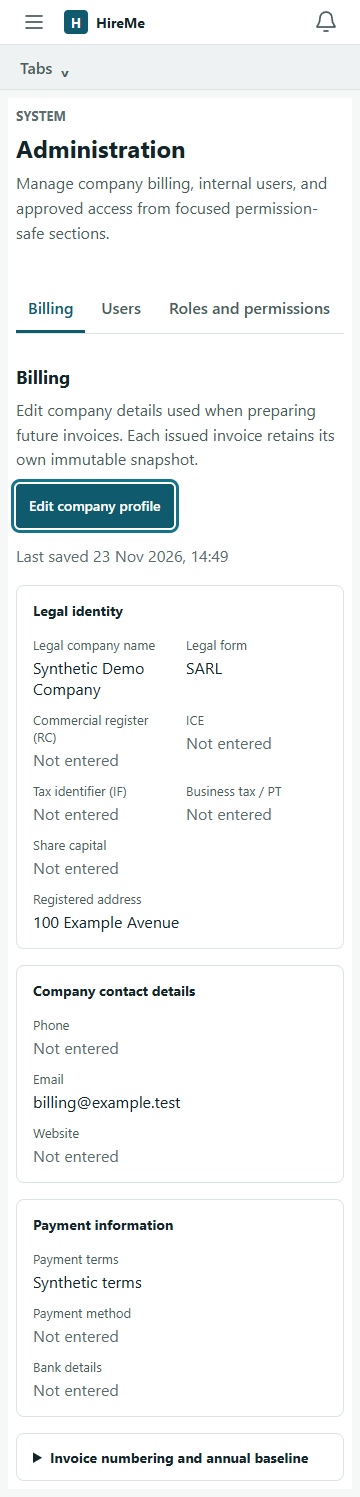 H HireMe
Tabs v
SYSTEM
Administration
Manage company billing, internal users, and
approved access from focused permission-
safe sections.
Billing Users Roles and permissions
Billing
Edit company details used when preparing
future invoices. Each issued invoice retains its
own immutable snapshot.
Edit company profile
Last saved 23 Nov 2026, 14:49
Legal identity
Legal company name
Synthetic Demo
Company
Legal form
SARL
Commercial register
(RC)
Not entered
ICE
Not entered
Tax identifier (IF)
Not entered
Business tax / PT
Not entered
Share capital
Not entered
Registered address
100 Example Avenue
Company contact details
Phone
Not entered
Email
billing@example.test
Website
Not entered
Payment information
Payment terms
Synthetic terms
Payment method
Not entered
Bank details
Not entered
Invoice numbering and annual baseline